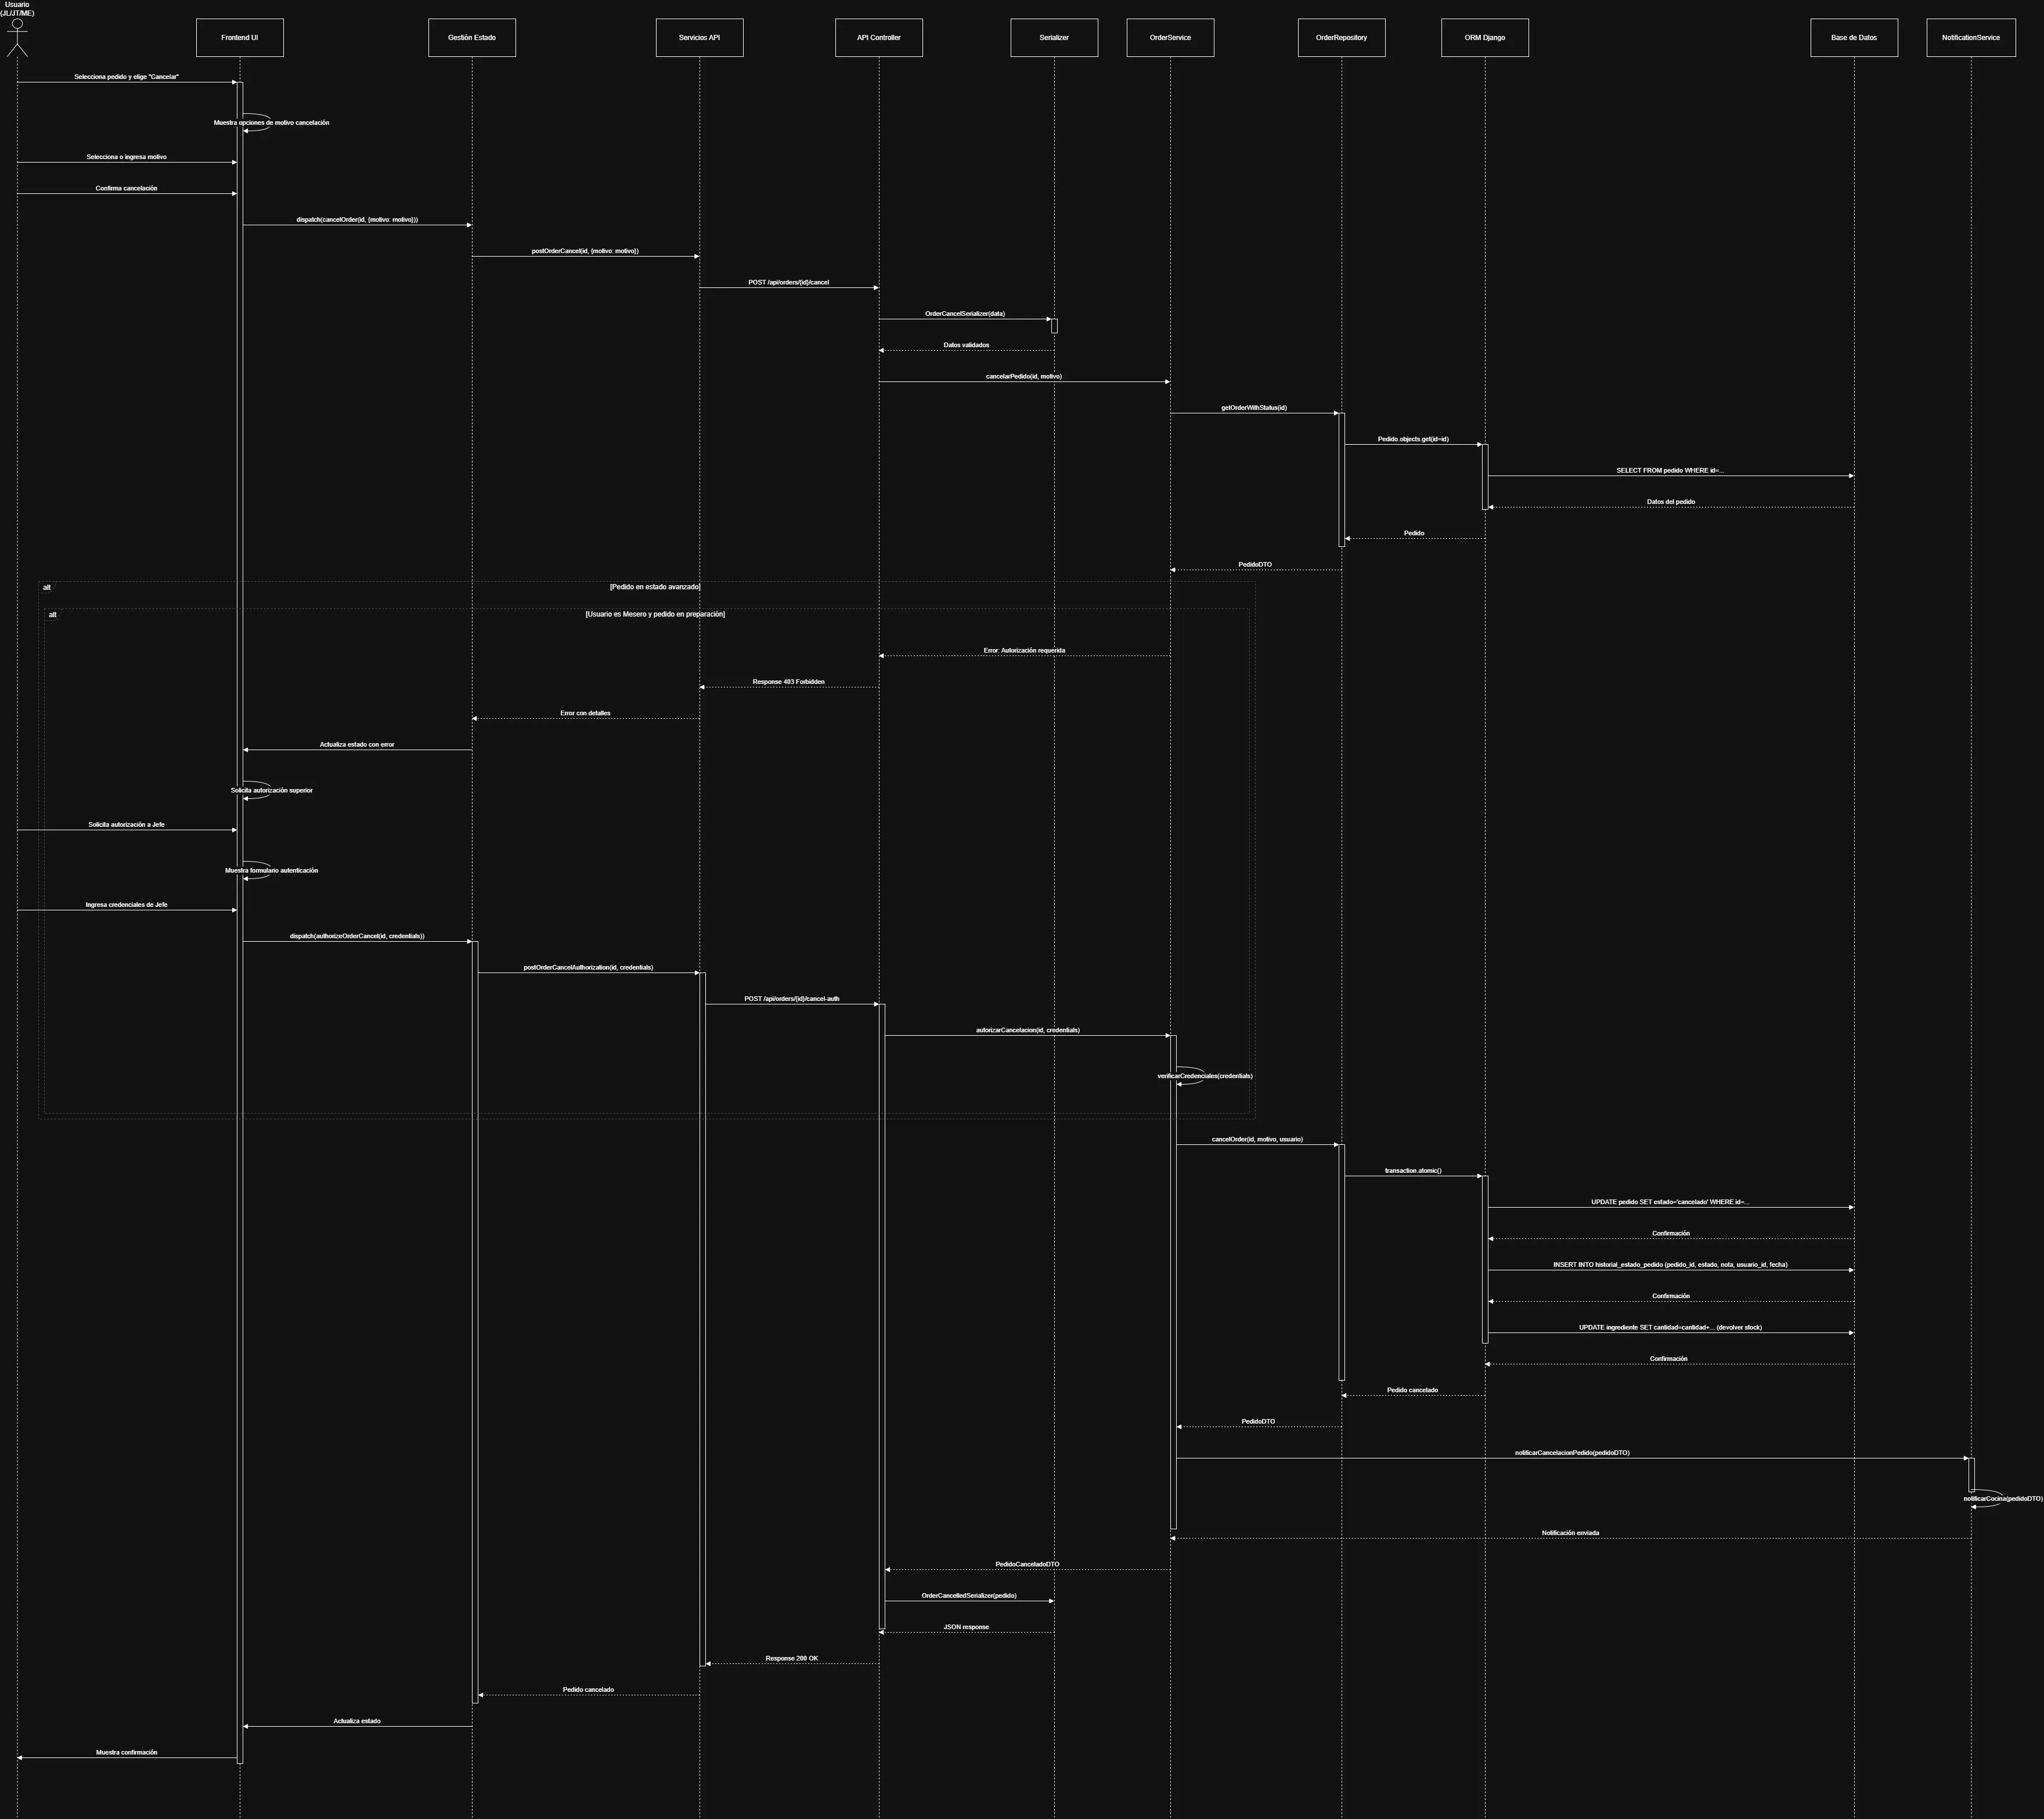 Usuario
(JL/JT/ME)
Frontend UI
Gestión Estado
Servicios API
API Controller
Serializer
OrderService
OrderRepository
ORM Django
Base de Datos
NotificationService
Selecciona pedido y elige "Cancelar"
Muestra opciones de motivo cancelación
Selecciona o ingresa motivo
Confirma cancelación
dispatch(cancelOrder(id, {motivo: motivo}))
postOrderCancel(id, {motivo: motivo})
POST /api/orders/{id}/cancel
OrderCancelSerializer(data)
Datos validados
cancelarPedido(id, motivo)
getOrderWithStatus(id)
Pedido.objects.get(id=id)
SELECT FROM pedido WHERE id=...
Datos del pedido
Pedido
PedidoDTO
alt
[Pedido en estado avanzado]
alt
[Usuario es Mesero y pedido en preparación]
Error: Autorización requerida
Response 403 Forbidden
Error con detalles
Actualiza estado con error
Solicita autorización superior
Solicita autorización a Jefe
Muestra formulario autenticación
Ingresa credenciales de Jefe
dispatch(authorizeOrderCancel(id, credentials))
postOrderCancelAuthorization(id, credentials)
POST /api/orders/{id}/cancel-auth
autorizarCancelacion(id, credentials)
verificarCredenciales(credentials)
cancelOrder(id, motivo, usuario)
transaction.atomic()
UPDATE pedido SET estado='cancelado' WHERE id=...
Confirmación
INSERT INTO historial_estado_pedido (pedido_id, estado, nota, usuario_id, fecha)
Confirmación
UPDATE ingrediente SET cantidad=cantidad+... (devolver stock)
Confirmación
Pedido cancelado
PedidoDTO
notificarCancelacionPedido(pedidoDTO)
notificarCocina(pedidoDTO)
Notificación enviada
PedidoCanceladoDTO
OrderCancelledSerializer(pedido)
JSON response
Response 200 OK
Pedido cancelado
Actualiza estado
Muestra confirmación